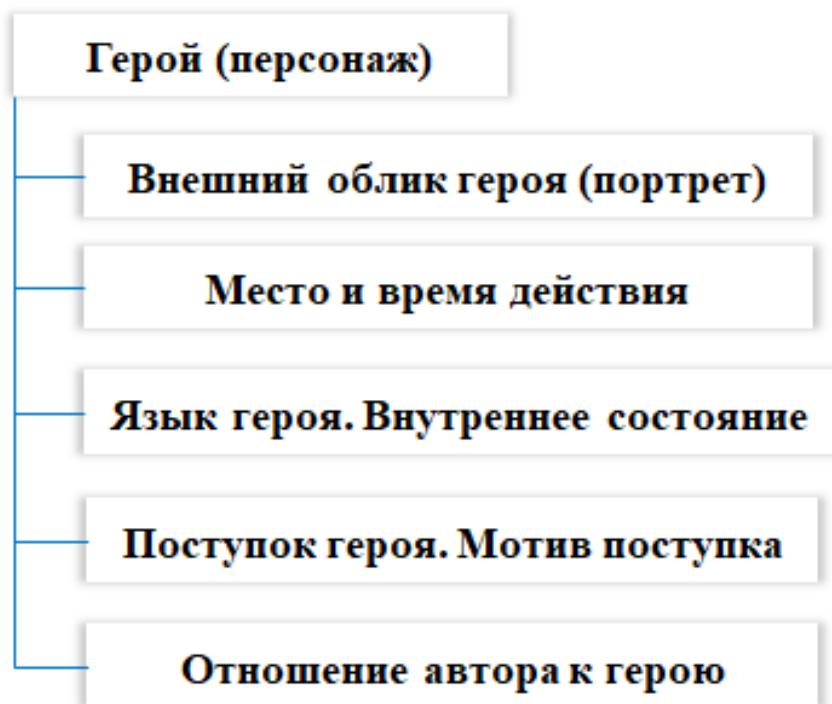 Герой (персонаж)
Внешний облик героя (портрет)
Место и время действия
Язык героя. Внутреннее состояние
Поступок героя. Мотив поступка
Отношение автора к герою